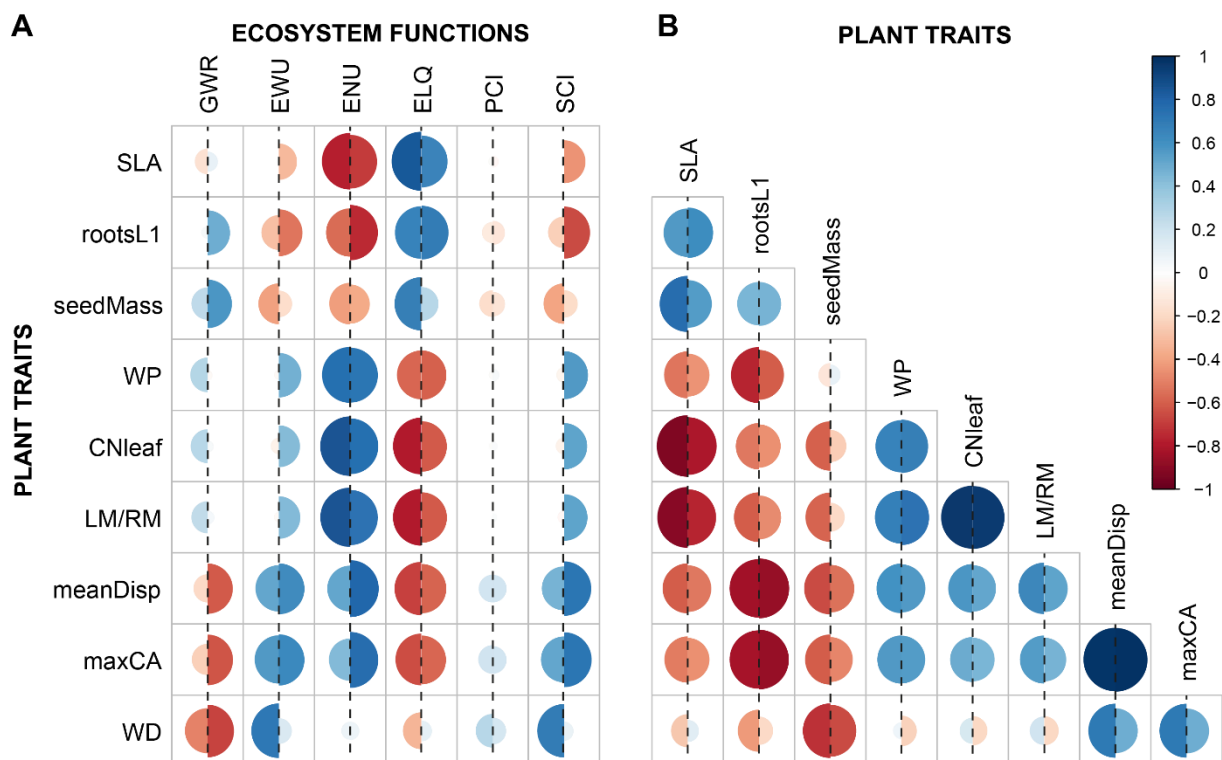 A
ECOSYSTEM FUNCTIONS
GWR
EWU
ENU
ELQ
PCI
SCI
PLANT TRAITS
SLA
rootsL1
seedMass
WP
CNleaf
LM/RM
meanDisp
maxCA
WD
B
PLANT TRAITS
SLA
rootsL1
seedMass
WP
CNleaf
LM/RM
meanDisp
maxCA
1
0.8
0.6
0.4
0.2
0
−0.2
−0.4
−0.6
−0.8
−1